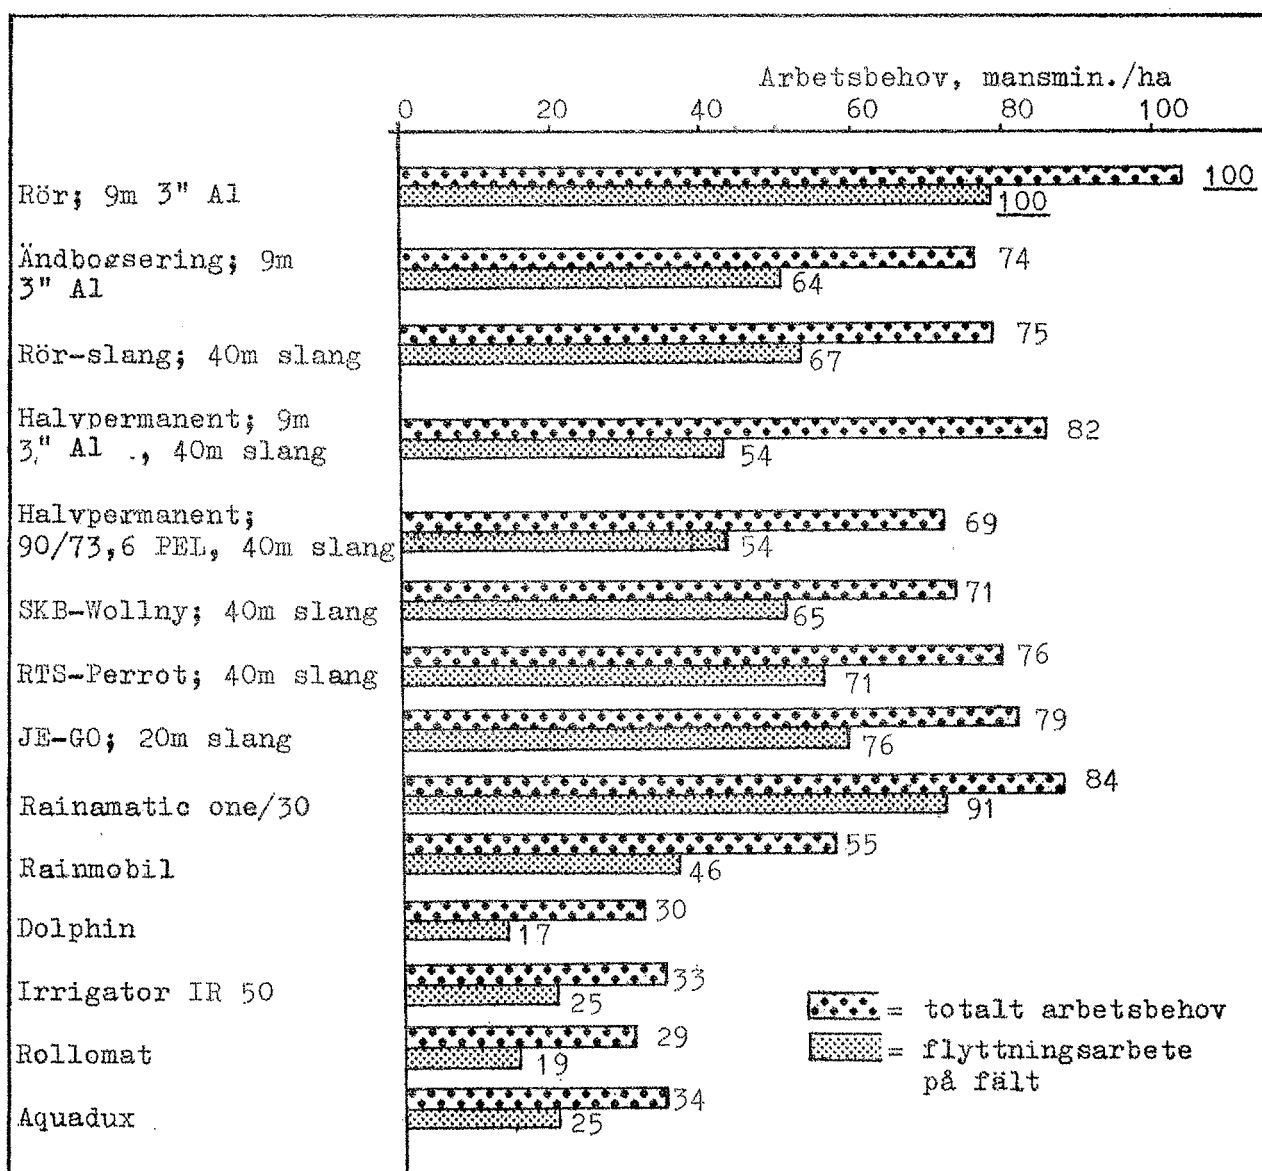 Arbetsbehov, mansmin./ha
0 20 40 60 80 100
Rör; 9m 3" Al 100
100
Ändbogsering; 9m 74
3" Al 64
Rör-slang; 40m slang 75
67
Halvpermanent; 9m 82
3" Al ., 40m slang 54
Halvpermanent; 69
90/73,6 PEL, 40m slang 54
SKB-Wollny; 40m slang 71
65
RTS-Perrot; 40m slang 76
71
JE-GO; 20m slang 79
76
Rainamatic one/30 84
91
Rainmobil 55
46
Dolphin 30
17
Irrigator IR 50 33
25
Rollomat 29
19
Aquadux 34
25
= totalt arbetsbehov
= flyttningsarbete
på fält